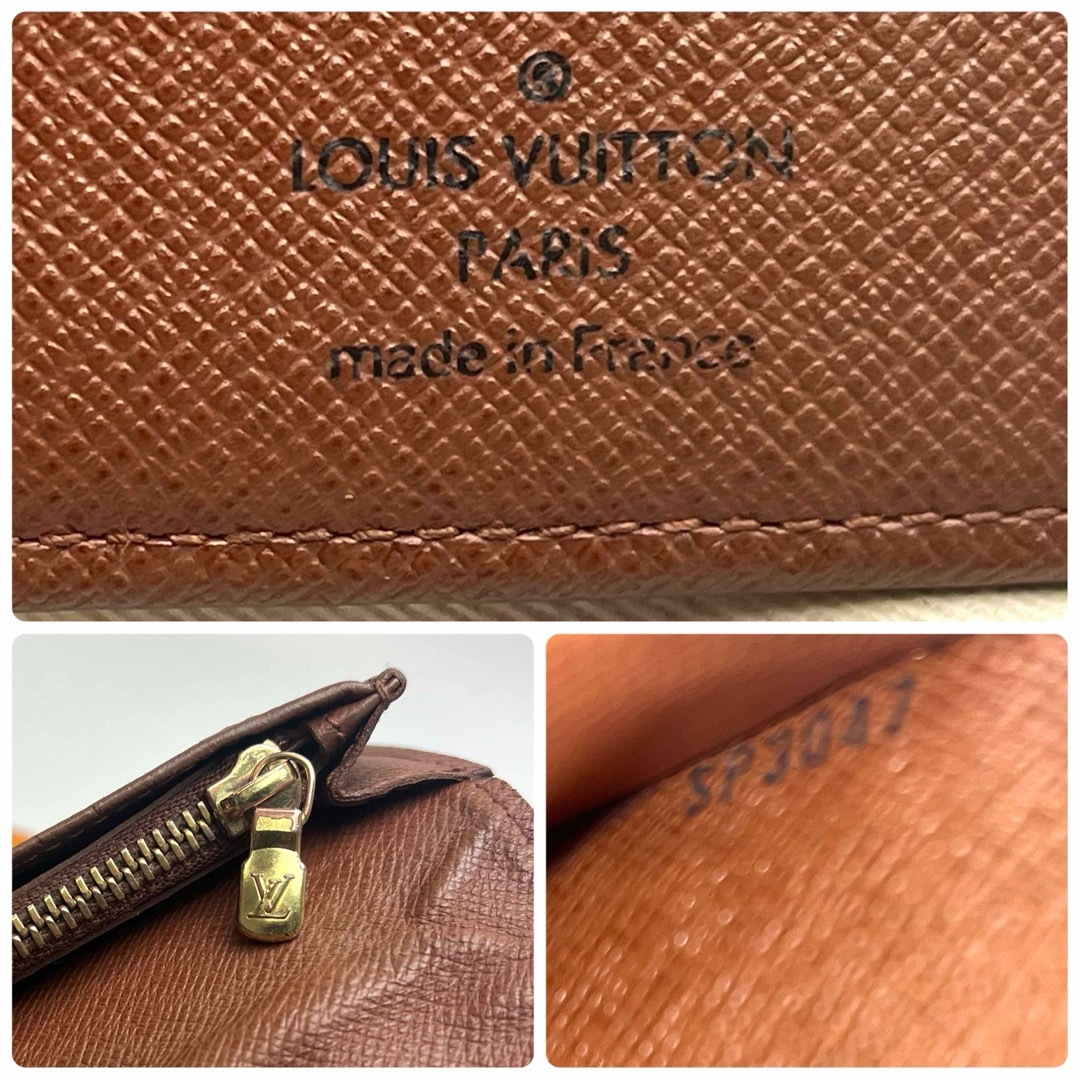 ®
LOUIS VUITTON
PARIS
made in France
LV
SP3047